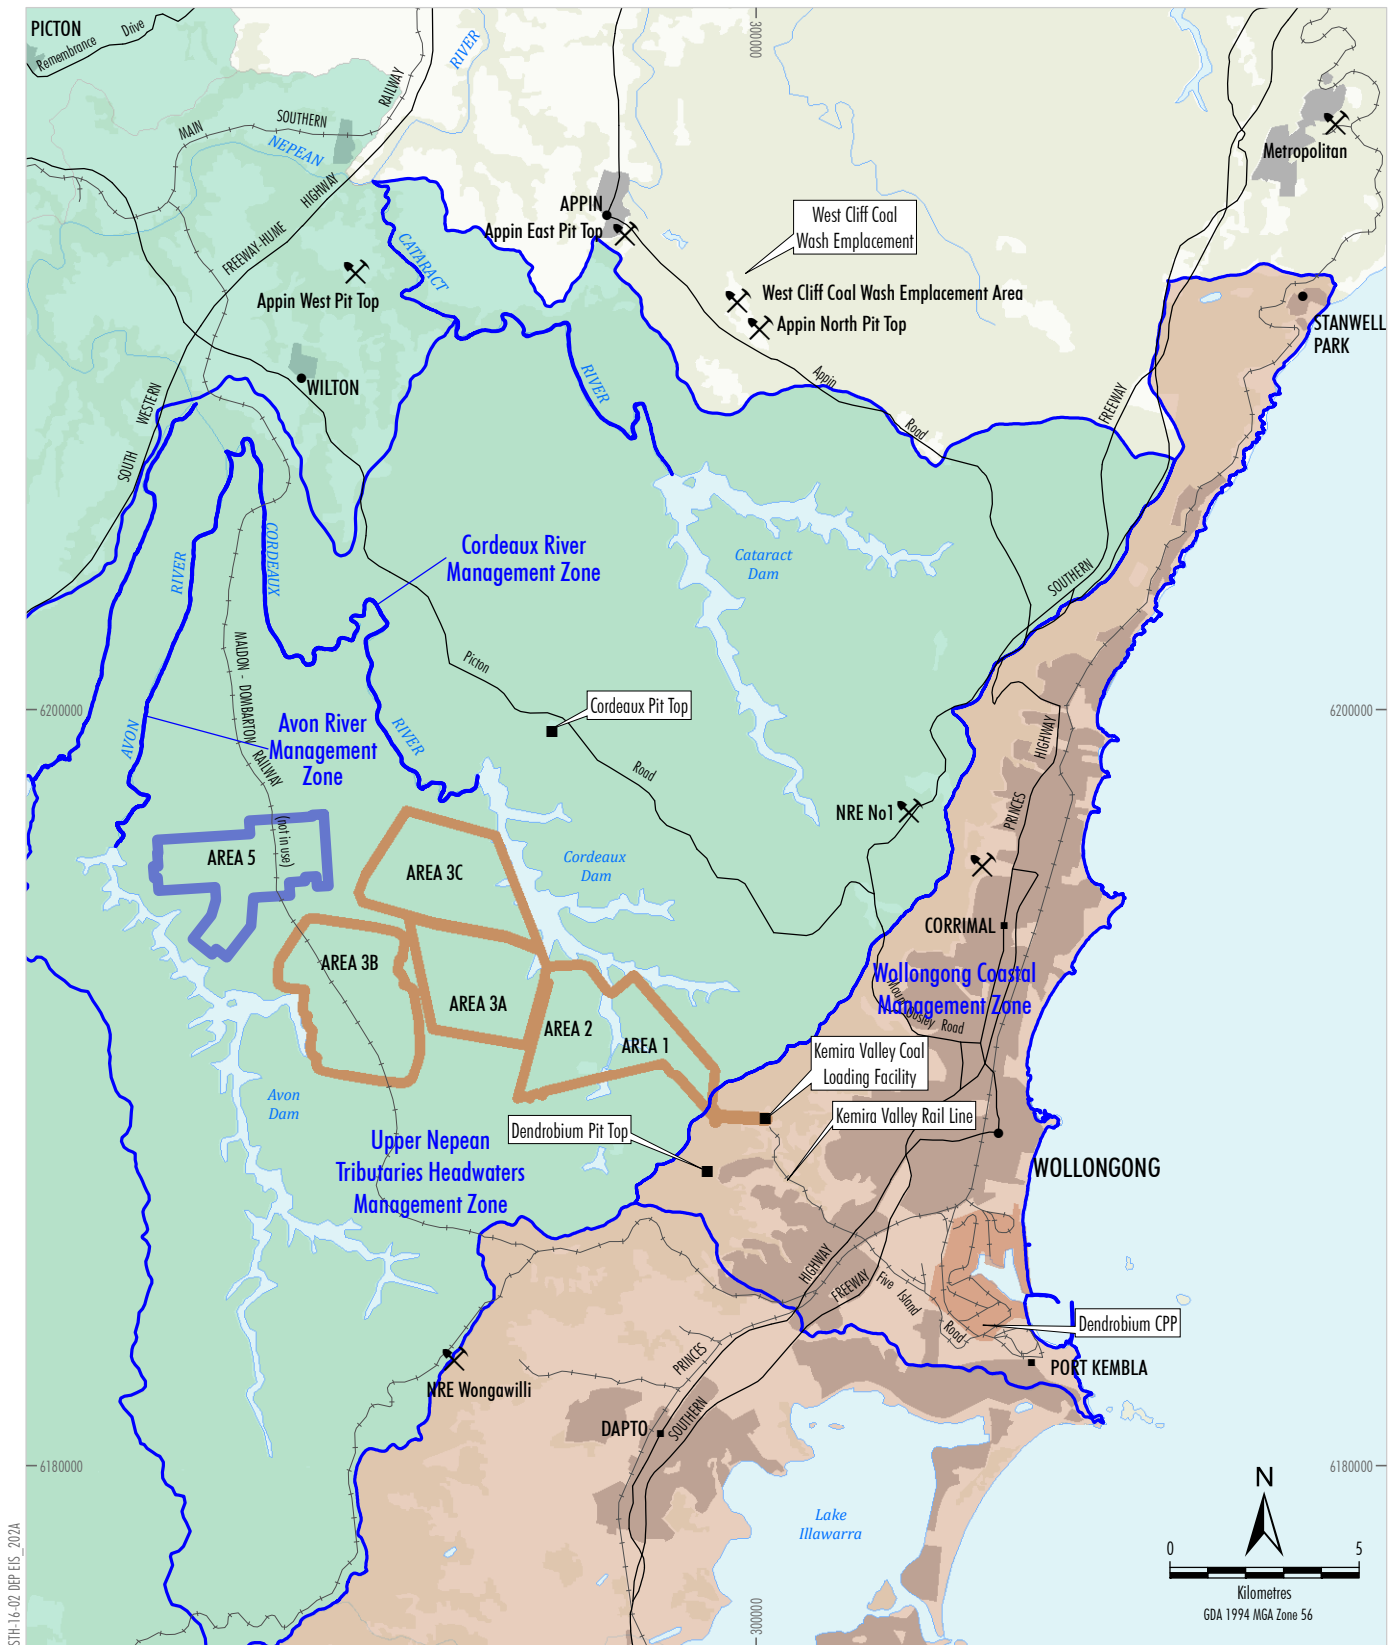 PICTON
Remembrance Drive
300000
RIVER
RAILWAY
MAIN SOUTHERN
NEPEAN
HIGHWAY
FREEWAY-HUME
Metropolitan
APPIN
Appin East Pit Top
West Cliff Coal
Wash Emplacement
CATARACT
Appin West Pit Top
West Cliff Coal Wash Emplacement Area
Appin North Pit Top
STANWELL
PARK
WILTON
RIVER
Appin Road
FREEWAY
WESTERN
SOUTH
CORDEAUX
RIVER
Cordeaux River
Management Zone
Cataract
Dam
SOUTHERN
MALDON - DOMBARTON RAILWAY
(not in use)
Picton Road
Cordeaux Pit Top
6200000
6200000
AVON
Avon River
Management
Zone
RIVER
HIGHWAY
PRINCES
NRE No1
AREA 5
AREA 3C
Cordeaux
Dam
CORRIMAL
AREA 3B
AREA 3A
AREA 2
AREA 1
Wollongong Coastal
Management Zone
Mount Ousley Road
Kemira Valley Coal
Loading Facility
Avon
Dam
Dendrobium Pit Top
Kemira Valley Rail Line
Upper Nepean
Tributaries Headwaters
Management Zone
WOLLONGONG
HIGHWAY
FREEWAY
Five Island Road
Dendrobium CPP
PORT KEMBLA
PRINCES
SOUTHERN
NRE Wongawilli
DAPTO
6180000
6180000
Lake
Illawarra
N
0 5
Kilometres
GDA 1994 MGA Zone 56
300000
STH-16-02 DEP EIS_202A